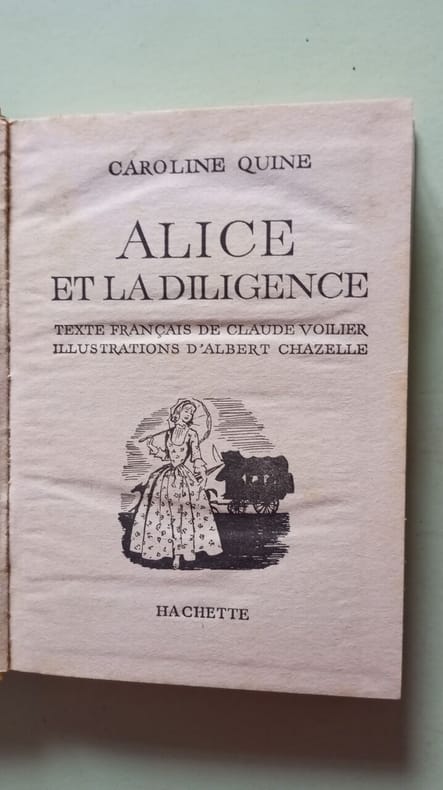 CAROLINE QUINE
ALICE
ET LA DILIGENCE
TEXTE FRANÇAIS DE CLAUDE VOILIER
ILLUSTRATIONS D'ALBERT CHAZELLE
HACHETTE